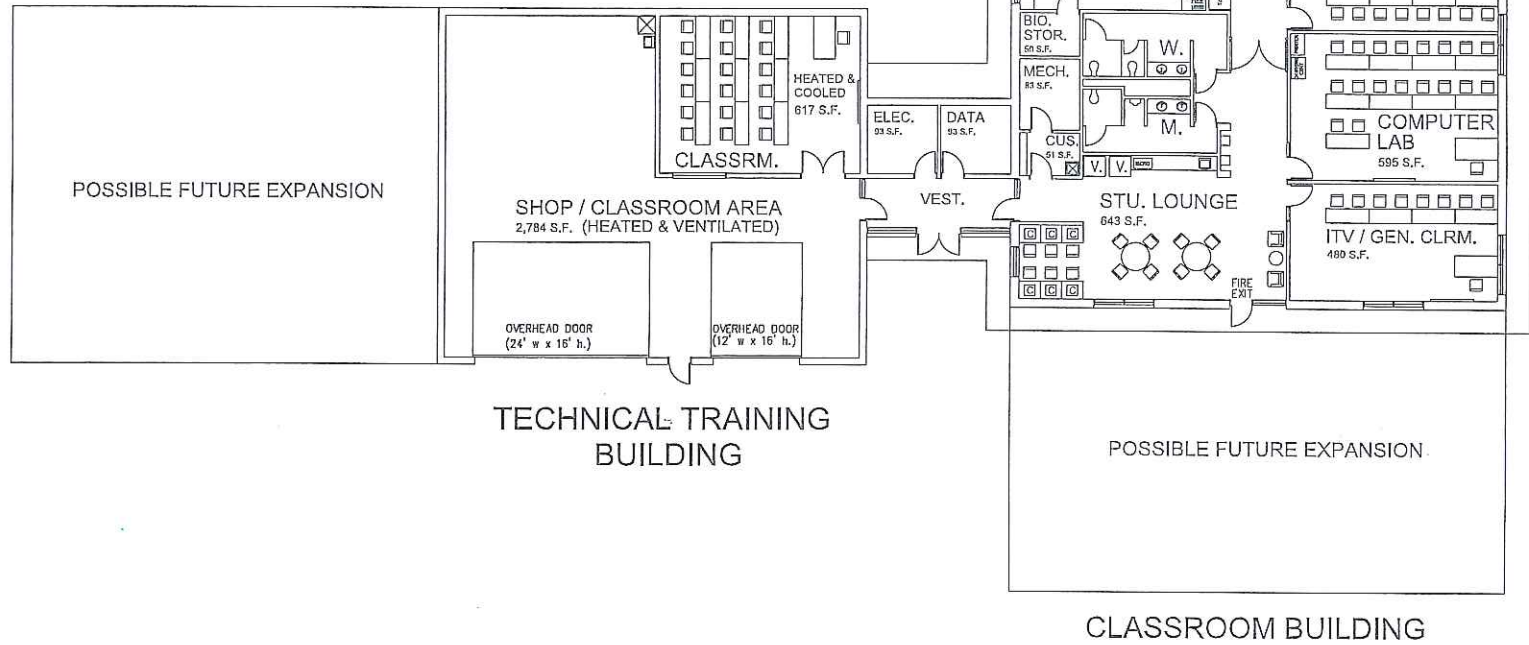 BIO.
STOR.
50 S.F.
MECH.
83 S.F.
W.
M.
CUS.
51 S.F.
V.
V.
HEATED &
COOLED
617 S.F.
CLASSRM.
ELEC.
93 S.F.
DATA
93 S.F.
VEST.
COMPUTER
LAB
595 S.F.
STU. LOUNGE
643 S.F.
ITV / GEN. CLRM.
480 S.F.
C C C
C C C
FIRE
EXIT
POSSIBLE FUTURE EXPANSION
SHOP / CLASSROOM AREA
2,784 S.F. (HEATED & VENTILATED)
OVERHEAD DOOR
(24' w x 16' h.)
OVERHEAD DOOR
(12' w x 16' h.)
TECHNICAL TRAINING
BUILDING
POSSIBLE FUTURE EXPANSION
CLASSROOM BUILDING